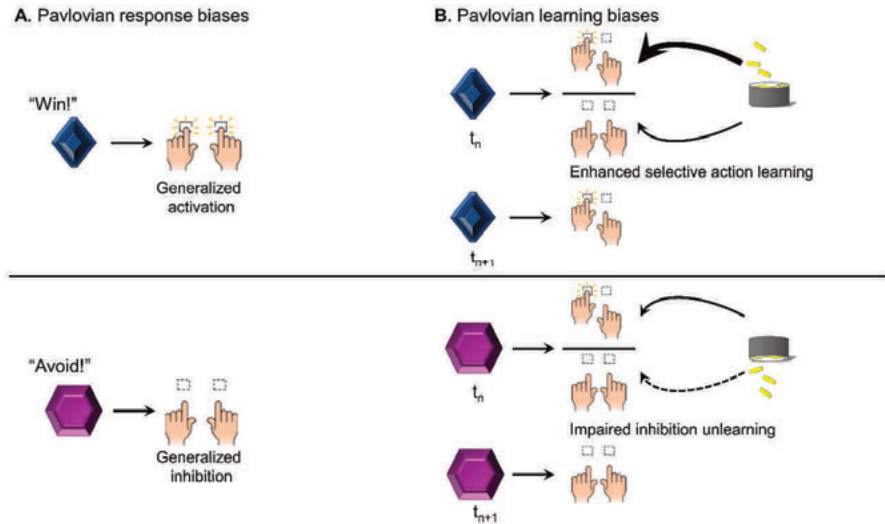 A. Pavlovian response biases
B. Pavlovian learning biases
"Win!"
Generalized
activation
tn
Enhanced selective action learning
tn+1
"Avoid!"
Generalized
inhibition
tn
Impaired inhibition unlearning
tn+1